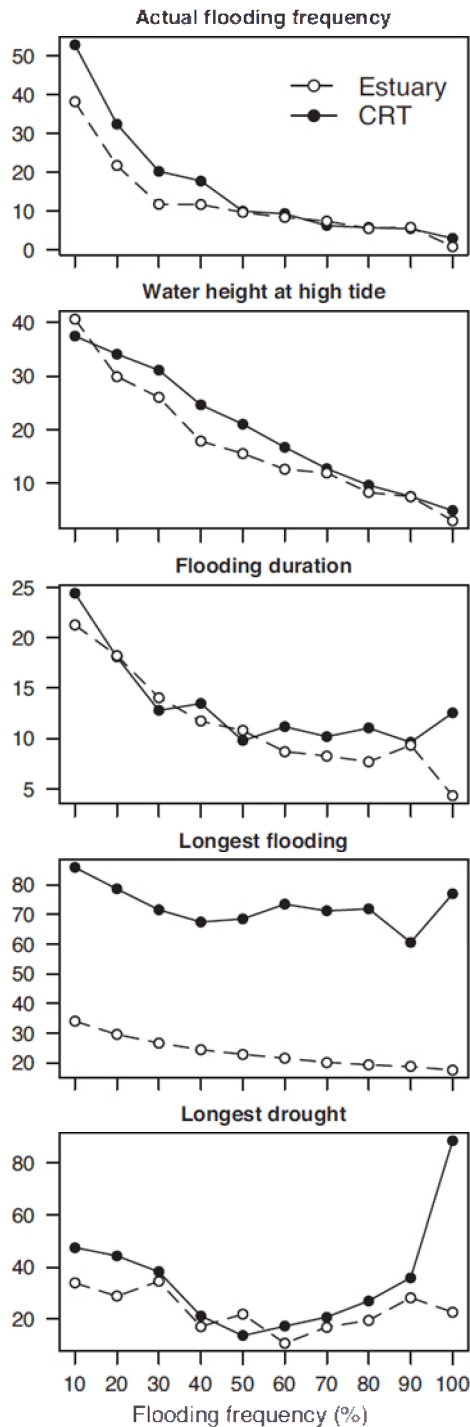 Actual flooding frequency
50
40
30
20
10
0
Estuary
CRT
Water height at high tide
40
30
20
10
Flooding duration
25
20
15
10
5
Longest flooding
80
70
60
50
40
30
20
Longest drought
80
60
40
20
10 20 30 40 50 60 70 80 90 100
Flooding frequency (%)